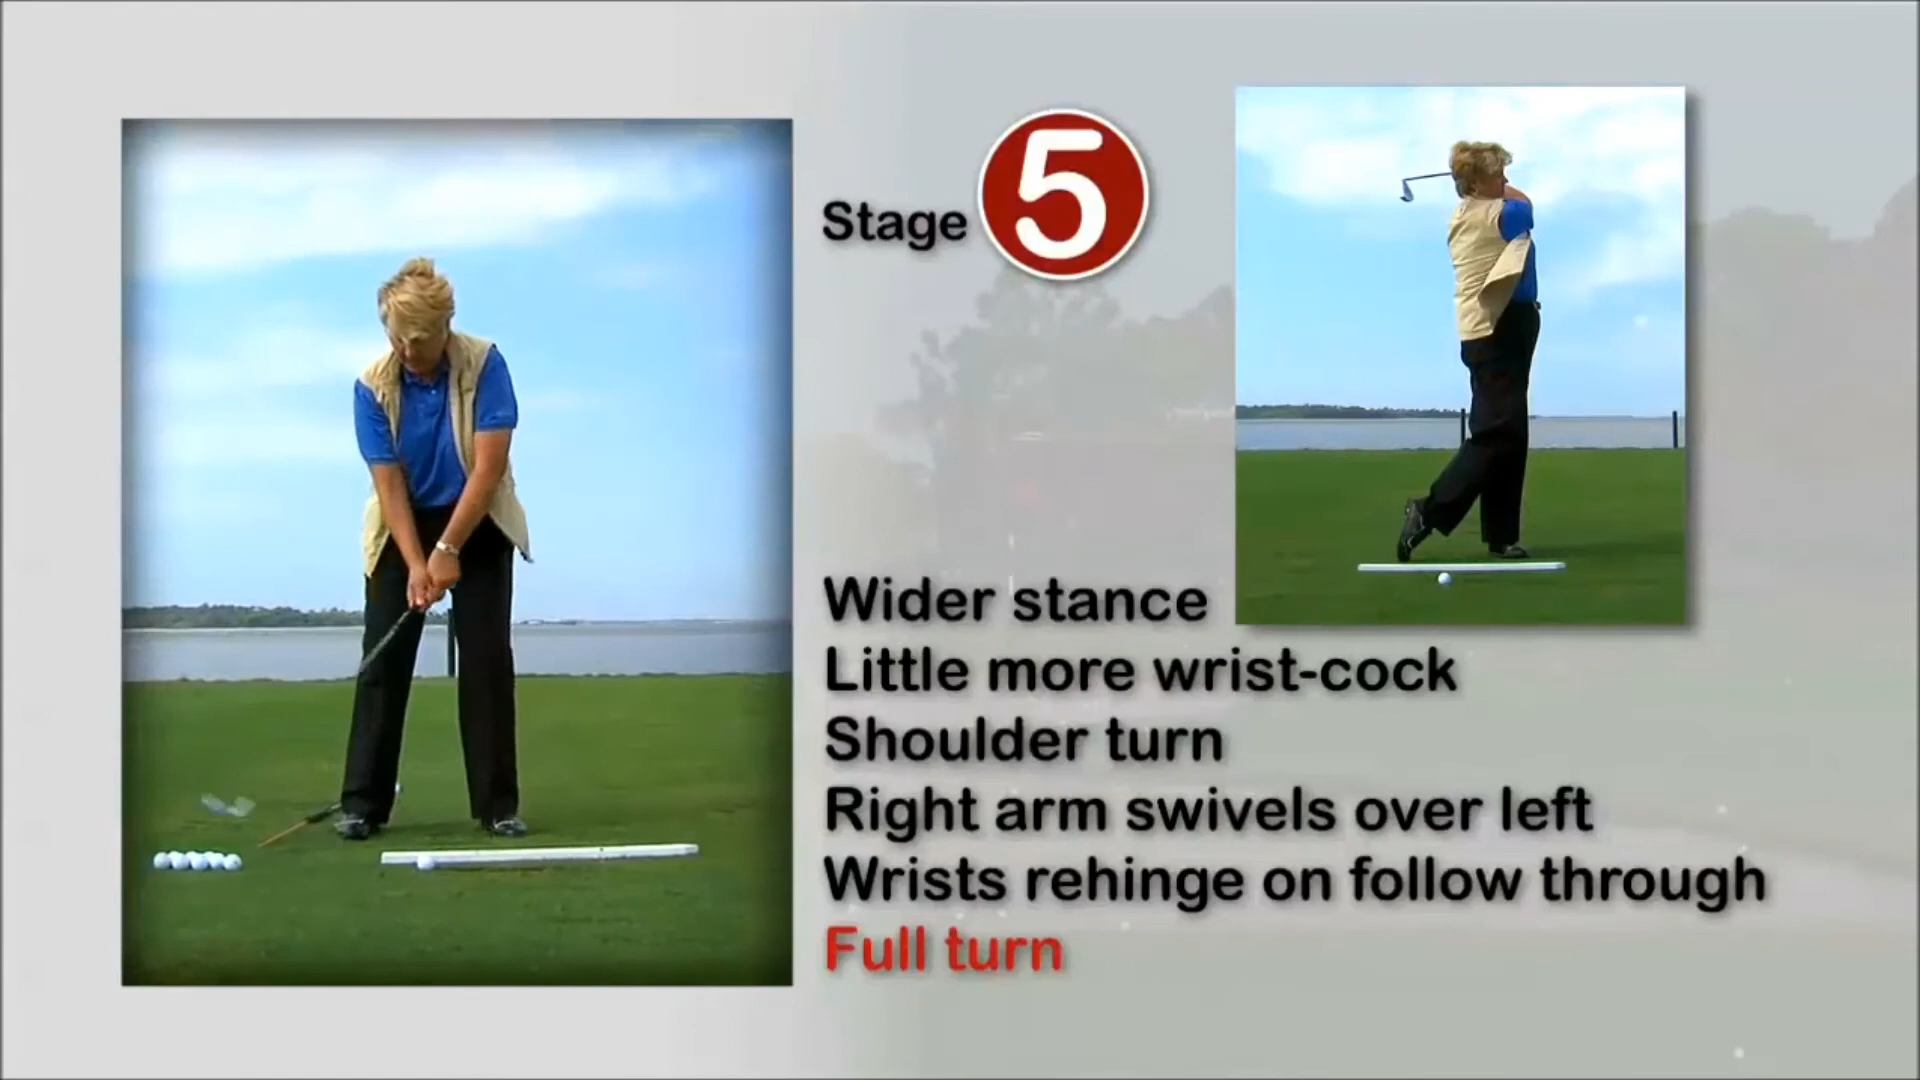 Stage 5
Wider stance
Little more wrist-cock
Shoulder turn
Right arm swivels over left
Wrists rehinge on follow through
Full turn